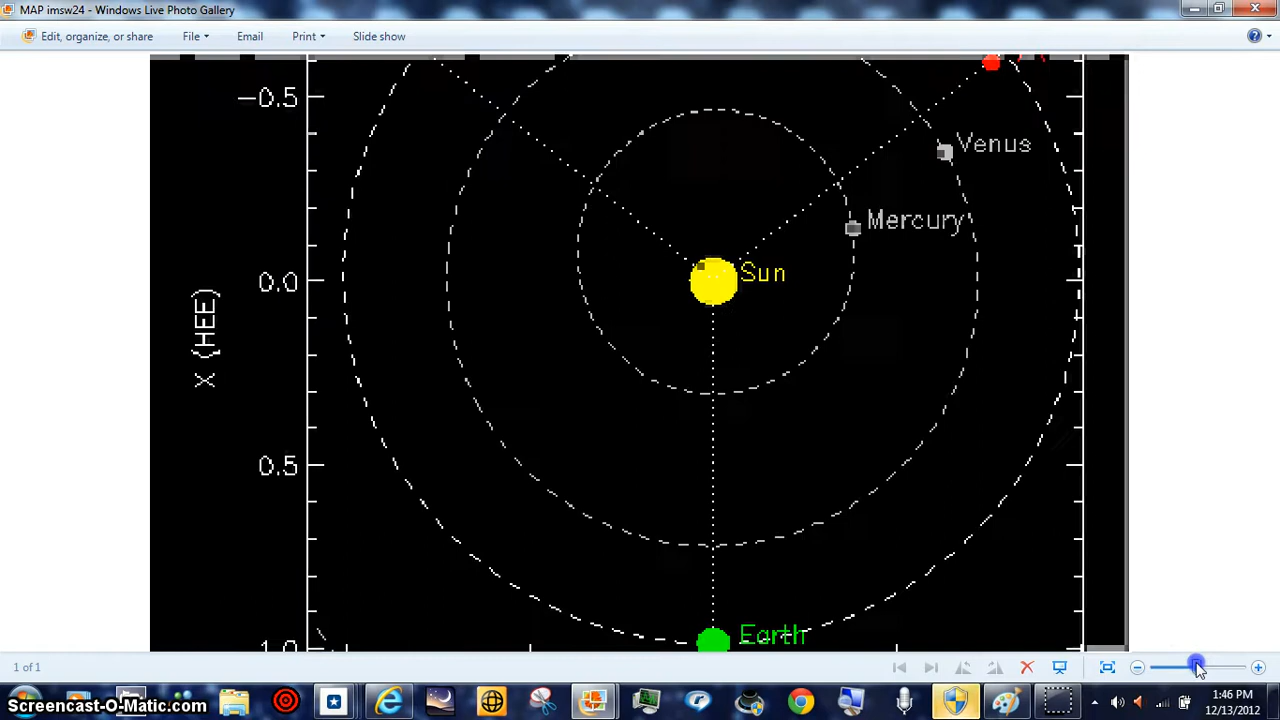 MAP imsw24 - Windows Live Photo Gallery
Edit, organize, or share
File
Email
Print
Slide show
−0.5
Venus
Mercury
Sun
0.0
X (HEE)
0.5
Earth
1.0
1 of 1
1:46 PM
12/13/2012
Screencast-O-Matic.com